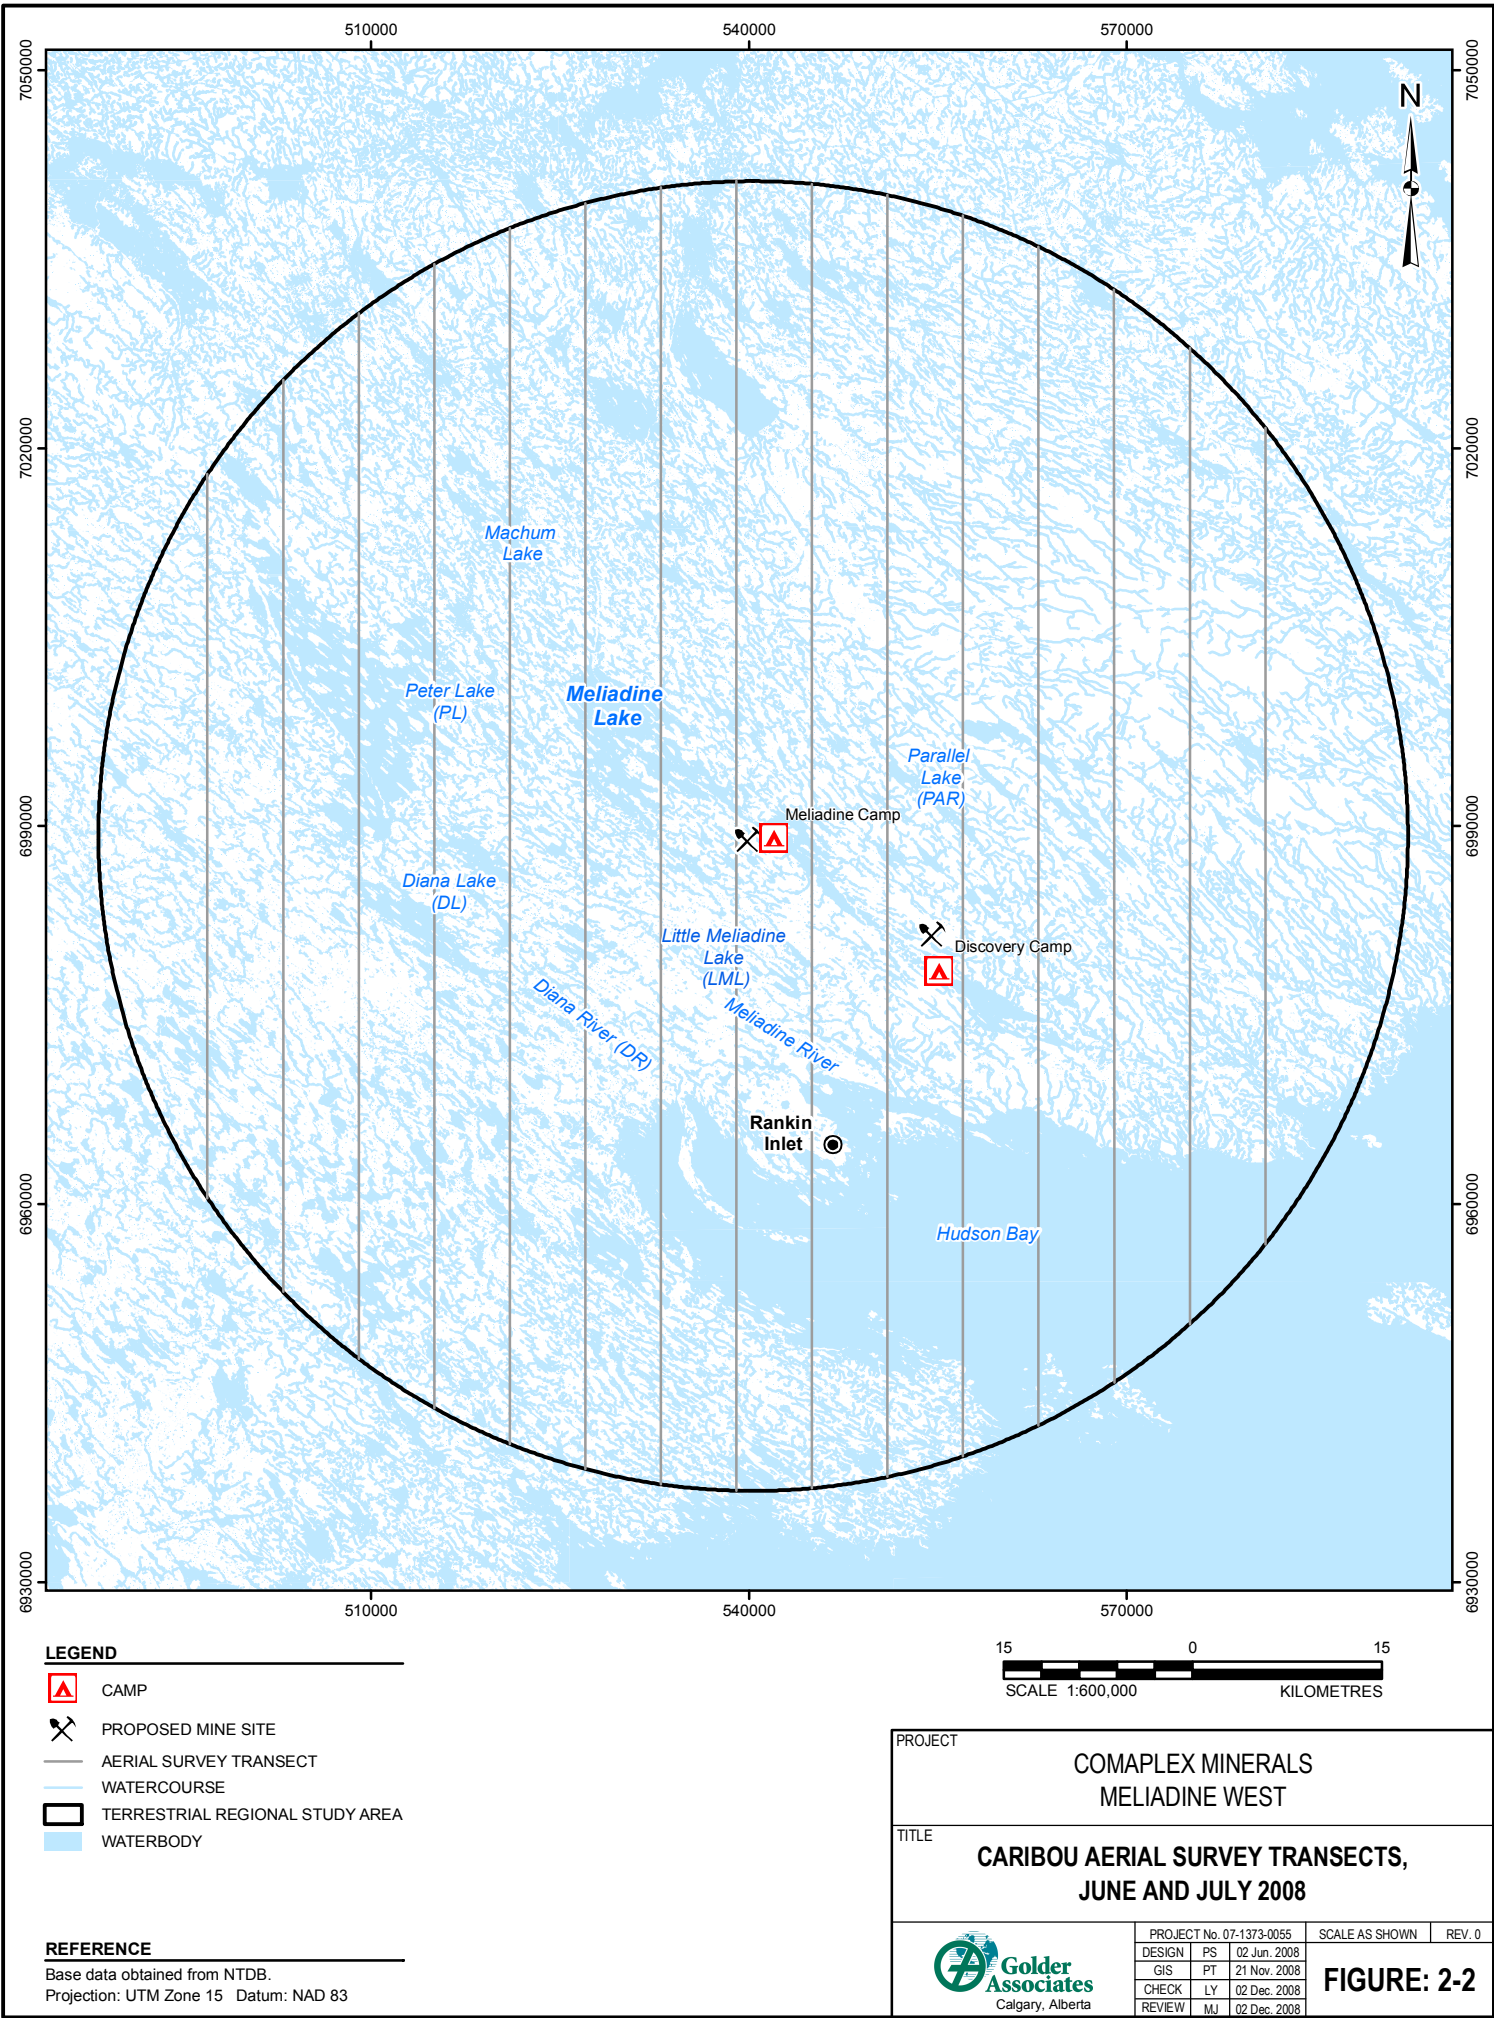 510000
540000
570000
7050000
7050000
N
7020000
7020000
Machum
Lake
Peter Lake
(PL)
Meliadine
Lake
Parallel
Lake
(PAR)
Meliadine Camp
6990000
6990000
Diana Lake
(DL)
Little Meliadine
Lake
(LML)
Discovery Camp
Diana River (DR)
Meliadine River
Rankin
Inlet
6960000
6960000
Hudson Bay
6930000
6930000
510000
540000
570000
LEGEND
CAMP
PROPOSED MINE SITE
AERIAL SURVEY TRANSECT
WATERCOURSE
TERRESTRIAL REGIONAL STUDY AREA
WATERBODY
REFERENCE
Base data obtained from NTDB.
Projection: UTM Zone 15 Datum: NAD 83
15 0 15
SCALE 1:600,000 KILOMETRES
PROJECT
COMAPLEX MINERALS
MELIADINE WEST
TITLE
CARIBOU AERIAL SURVEY TRANSECTS,
JUNE AND JULY 2008
Golder
Associates
Calgary, Alberta
PROJECT No. 07-1373-0055 SCALE AS SHOWN REV. 0
DESIGN PS 02 Jun. 2008
GIS PT 21 Nov. 2008
CHECK LY 02 Dec. 2008
REVIEW MJ 02 Dec. 2008
FIGURE: 2-2